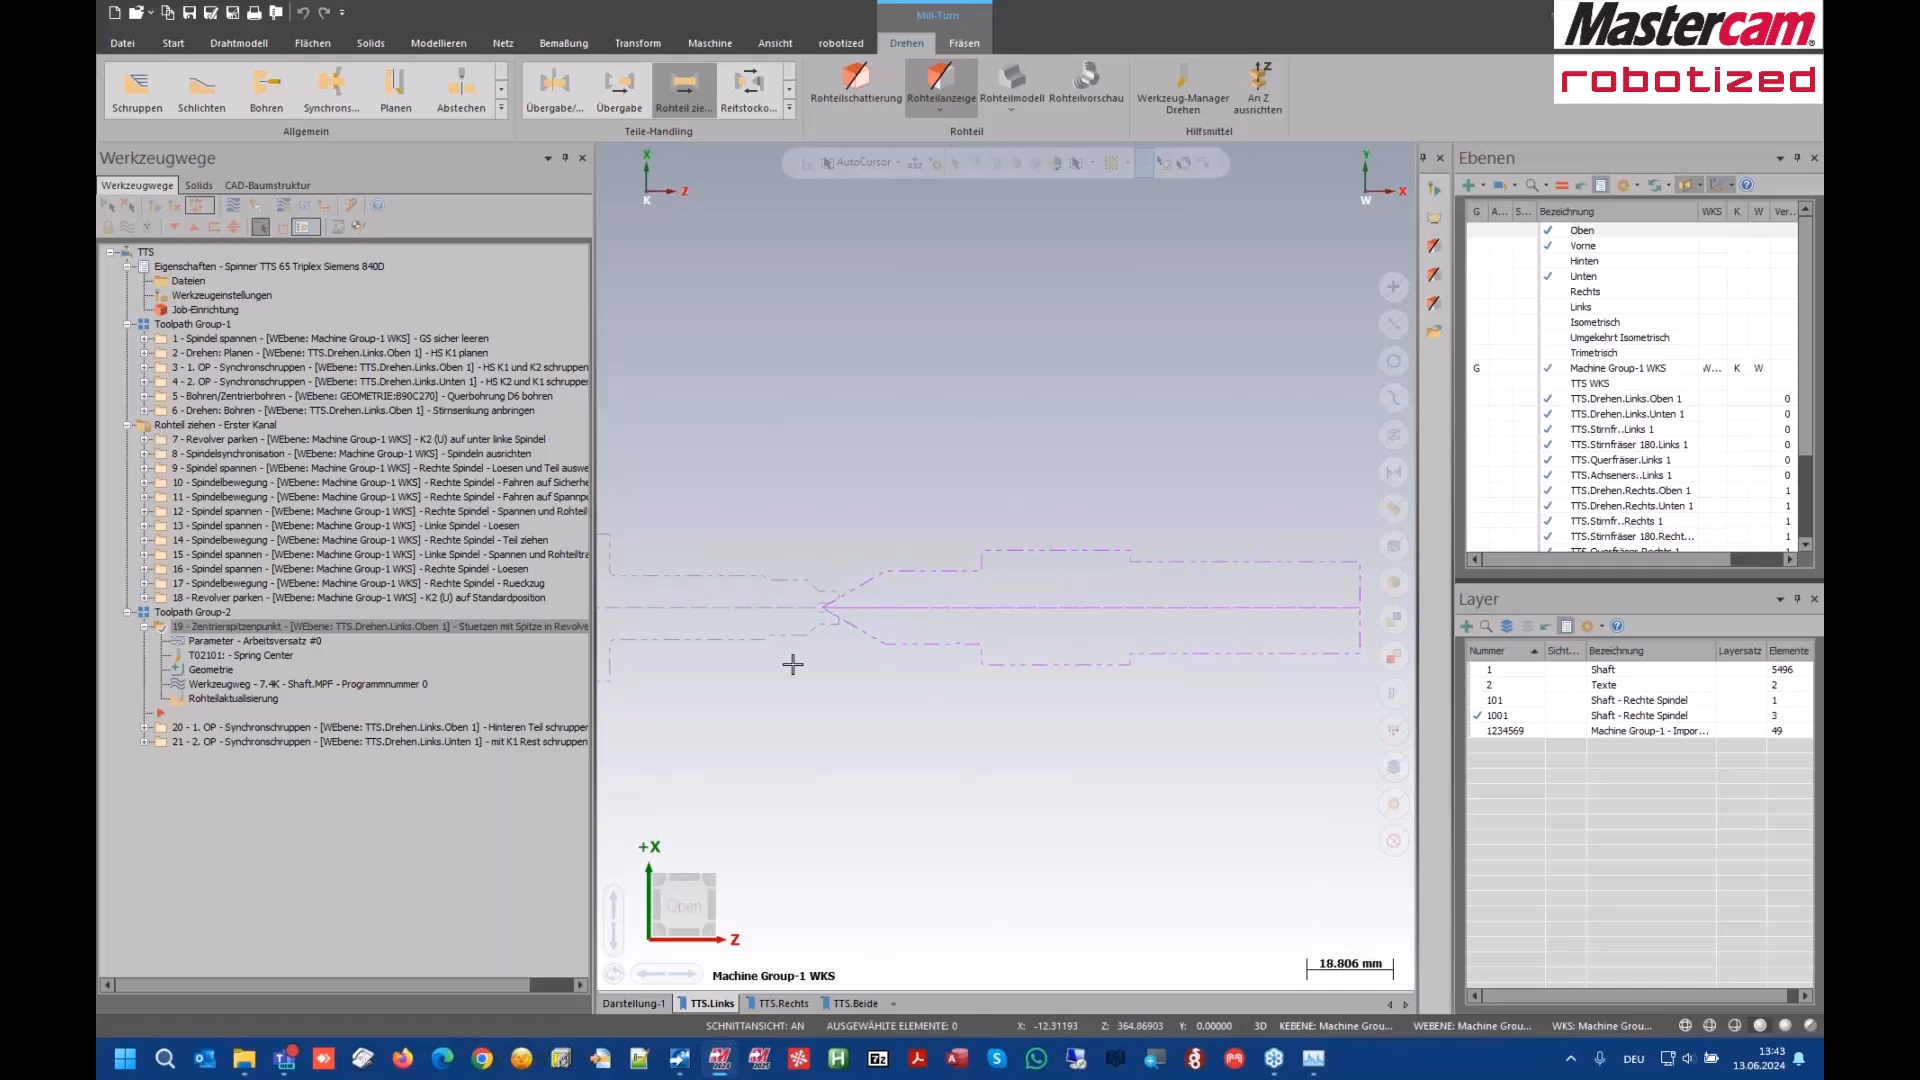 Mill-Turn
Mastercam
robotized
Datei Start Drahtmodell Flächen Solids Modellieren Netz Bemaßung Transform Maschine Ansicht robotized Drehen Fräsen
Schruppen Schlichten Bohren Synchrons... Planen Abstechen Übergabe/... Übergabe Rohteil zie... Reitstocko... Rohteilschattierung Rohteilanzeige Rohteilmodell Rohteilvorschau Werkzeug-Manager Drehen An Z ausrichten
Allgemein Teile-Handling Rohteil Hilfsmittel
Werkzeugwege
Werkzeugwege Solids CAD-Baumstruktur
TTS
Eigenschaften - Spinner TTS 65 Triplex Siemens 840D
Dateien
Werkzeugeinstellungen
Job-Einrichtung
Toolpath Group-1
1 - Spindel spannen - [WEbene: Machine Group-1 WKS] - GS sicher leeren
2 - Drehen: Planen - [WEbene: TTS.Drehen.Links.Oben 1] - HS K1 planen
3 - 1. OP - Synchronschruppen - [WEbene: TTS.Drehen.Links.Oben 1] - HS K1 und K2 schruppen
4 - 2. OP - Synchronschruppen - [WEbene: TTS.Drehen.Links.Unten 1] - HS K2 und K1 schruppen
5 - Bohren/Zentrierbohren - [WEbene: GEOMETRIE:B90C270] - Querbohrung D6 bohren
6 - Drehen: Bohren - [WEbene: TTS.Drehen.Links.Oben 1] - Stirnsenkung anbringen
Rohteil ziehen - Erster Kanal
7 - Revolver parken - [WEbene: Machine Group-1 WKS] - K2 (U) auf unter linke Spindel
8 - Spindelsynchronisation - [WEbene: Machine Group-1 WKS] - Spindeln ausrichten
9 - Spindel spannen - [WEbene: Machine Group-1 WKS] - Rechte Spindel - Loesen und Teil auswe
10 - Spindelbewegung - [WEbene: Machine Group-1 WKS] - Rechte Spindel - Fahren auf Sicherhe
11 - Spindelbewegung - [WEbene: Machine Group-1 WKS] - Rechte Spindel - Fahren auf Spannpo
12 - Spindel spannen - [WEbene: Machine Group-1 WKS] - Rechte Spindel - Spannen und Rohteil
13 - Spindel spannen - [WEbene: Machine Group-1 WKS] - Linke Spindel - Loesen
14 - Spindelbewegung - [WEbene: Machine Group-1 WKS] - Rechte Spindel - Teil ziehen
15 - Spindel spannen - [WEbene: Machine Group-1 WKS] - Linke Spindel - Spannen und Rohteiltra
16 - Spindel spannen - [WEbene: Machine Group-1 WKS] - Rechte Spindel - Loesen
17 - Spindelbewegung - [WEbene: Machine Group-1 WKS] - Rechte Spindel - Rueckzug
18 - Revolver parken - [WEbene: Machine Group-1 WKS] - K2 (U) auf Standardposition
Toolpath Group-2
19 - Zentrierspitzenpunkt - [WEbene: TTS.Drehen.Links.Oben 1] - Stuetzen mit Spitze in Revolve
Parameter - Arbeitsversatz #0
T02101: - Spring Center
Geometrie
Werkzeugweg - 7.4K - Shaft.MPF - Programmnummer 0
Rohteilaktualisierung
20 - 1. OP - Synchronschruppen - [WEbene: TTS.Drehen.Links.Oben 1] - Hinteren Teil schrupper
21 - 2. OP - Synchronschruppen - [WEbene: TTS.Drehen.Links.Unten 1] - mit K1 Rest schruppen
AutoCursor
X Z K
Y X W
+X
Oben
Z
Machine Group-1 WKS
18.806 mm
Darstellung-1 TTS.Links TTS.Rechts TTS.Beide +
Ebenen
G A... S... Bezeichnung WKS K W Ver...
Oben
Vorne
Hinten
Unten
Rechts
Links
Isometrisch
Umgekehrt Isometrisch
Trimetrisch
G Machine Group-1 WKS W... K W
TTS WKS
TTS.Drehen.Links.Oben 1 0
TTS.Drehen.Links.Unten 1 0
TTS.Stirnfr..Links 1 0
TTS.Stirnfräser 180.Links 1 0
TTS.Querfräser.Links 1 0
TTS.Achseners..Links 1 0
TTS.Drehen.Rechts.Oben 1 1
TTS.Drehen.Rechts.Unten 1 1
TTS.Stirnfr..Rechts 1 1
TTS.Stirnfräser 180.Recht... 1
Layer
Nummer Sicht... Bezeichnung Layersatz Elemente
1 Shaft 5496
2 Texte 2
101 Shaft - Rechte Spindel 1
1001 Shaft - Rechte Spindel 3
1234569 Machine Group-1 - Impor... 49
SCHNITTANSICHT: AN AUSGEWÄHLTE ELEMENTE: 0 X: -12.31193 Z: 364.86903 Y: 0.00000 3D KEBENE: Machine Grou... WEBENE: Machine Grou... WKS: Machine Grou...
DEU
13:43
13.06.2024